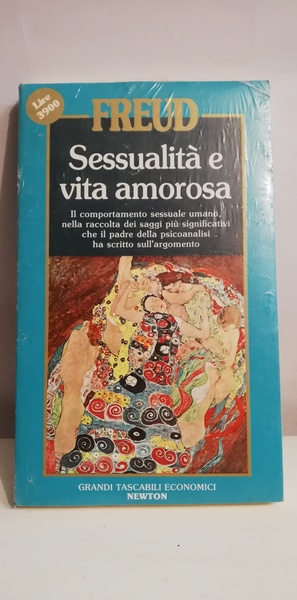 Lire
3900
FREUD
Sessualità e
vita amorosa
Il comportamento sessuale umano,
nella raccolta dei saggi più significativi
che il padre della psicoanalisi
ha scritto sull'argomento
GRANDI TASCABILI ECONOMICI
NEWTON